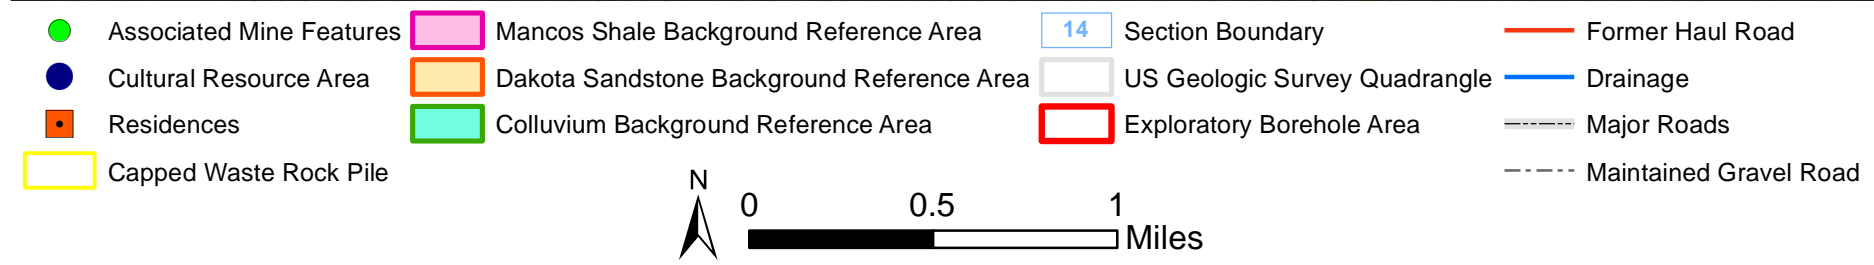 Associated Mine Features
Cultural Resource Area
Residences
Capped Waste Rock Pile
Mancos Shale Background Reference Area
Dakota Sandstone Background Reference Area
Colluvium Background Reference Area
14 Section Boundary
US Geologic Survey Quadrangle
Exploratory Borehole Area
Former Haul Road
Drainage
Major Roads
Maintained Gravel Road
N
0 0.5 1
Miles